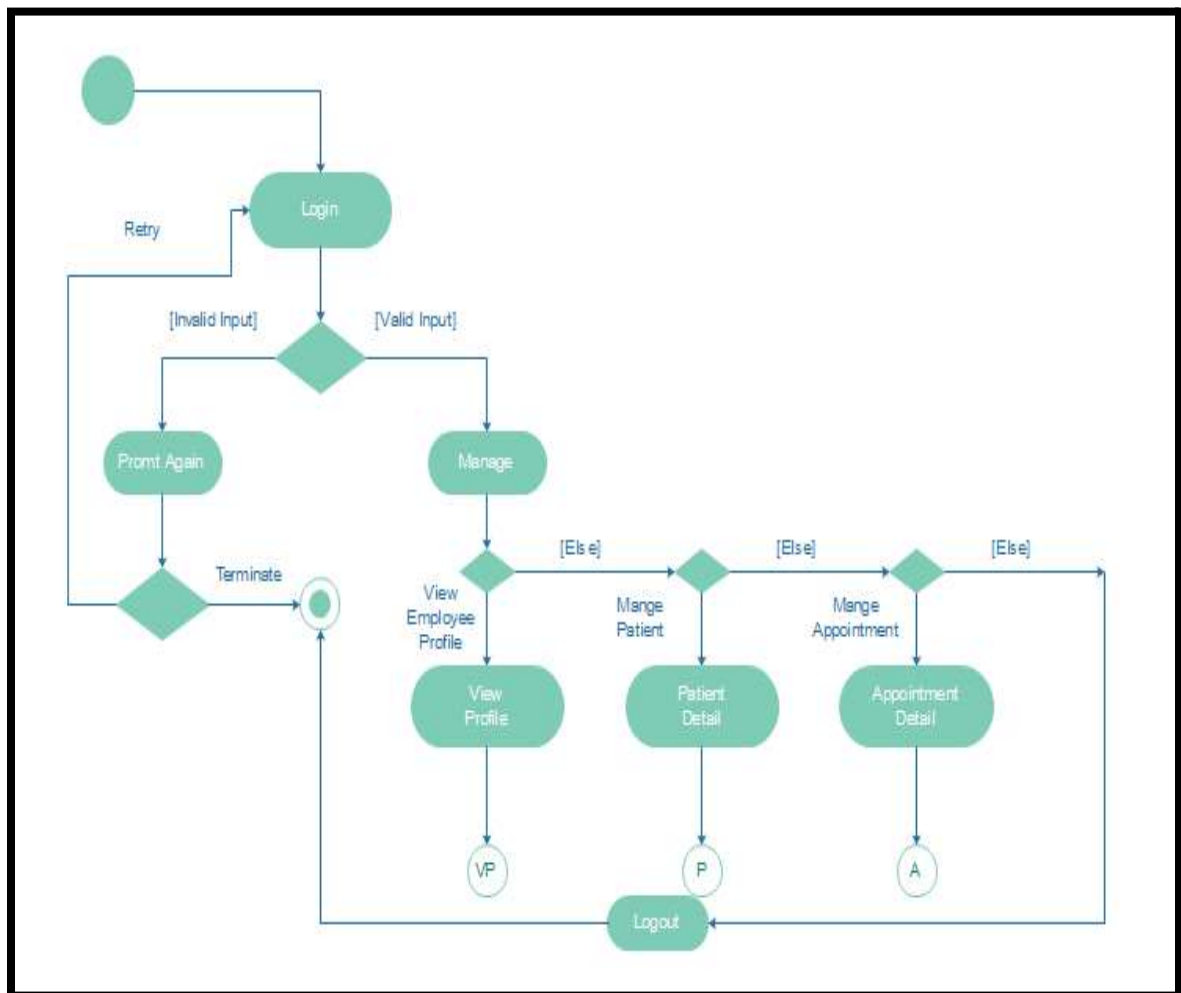 Login
Retry
[Invalid Input]
[Valid Input]
Promt Again
Manage
[Else]
[Else]
[Else]
Terminate
View
Employee
Profile
Mange
Patient
Mange
Appointment
View
Profile
Patient
Detail
Appointment
Detail
VP
P
A
Logout